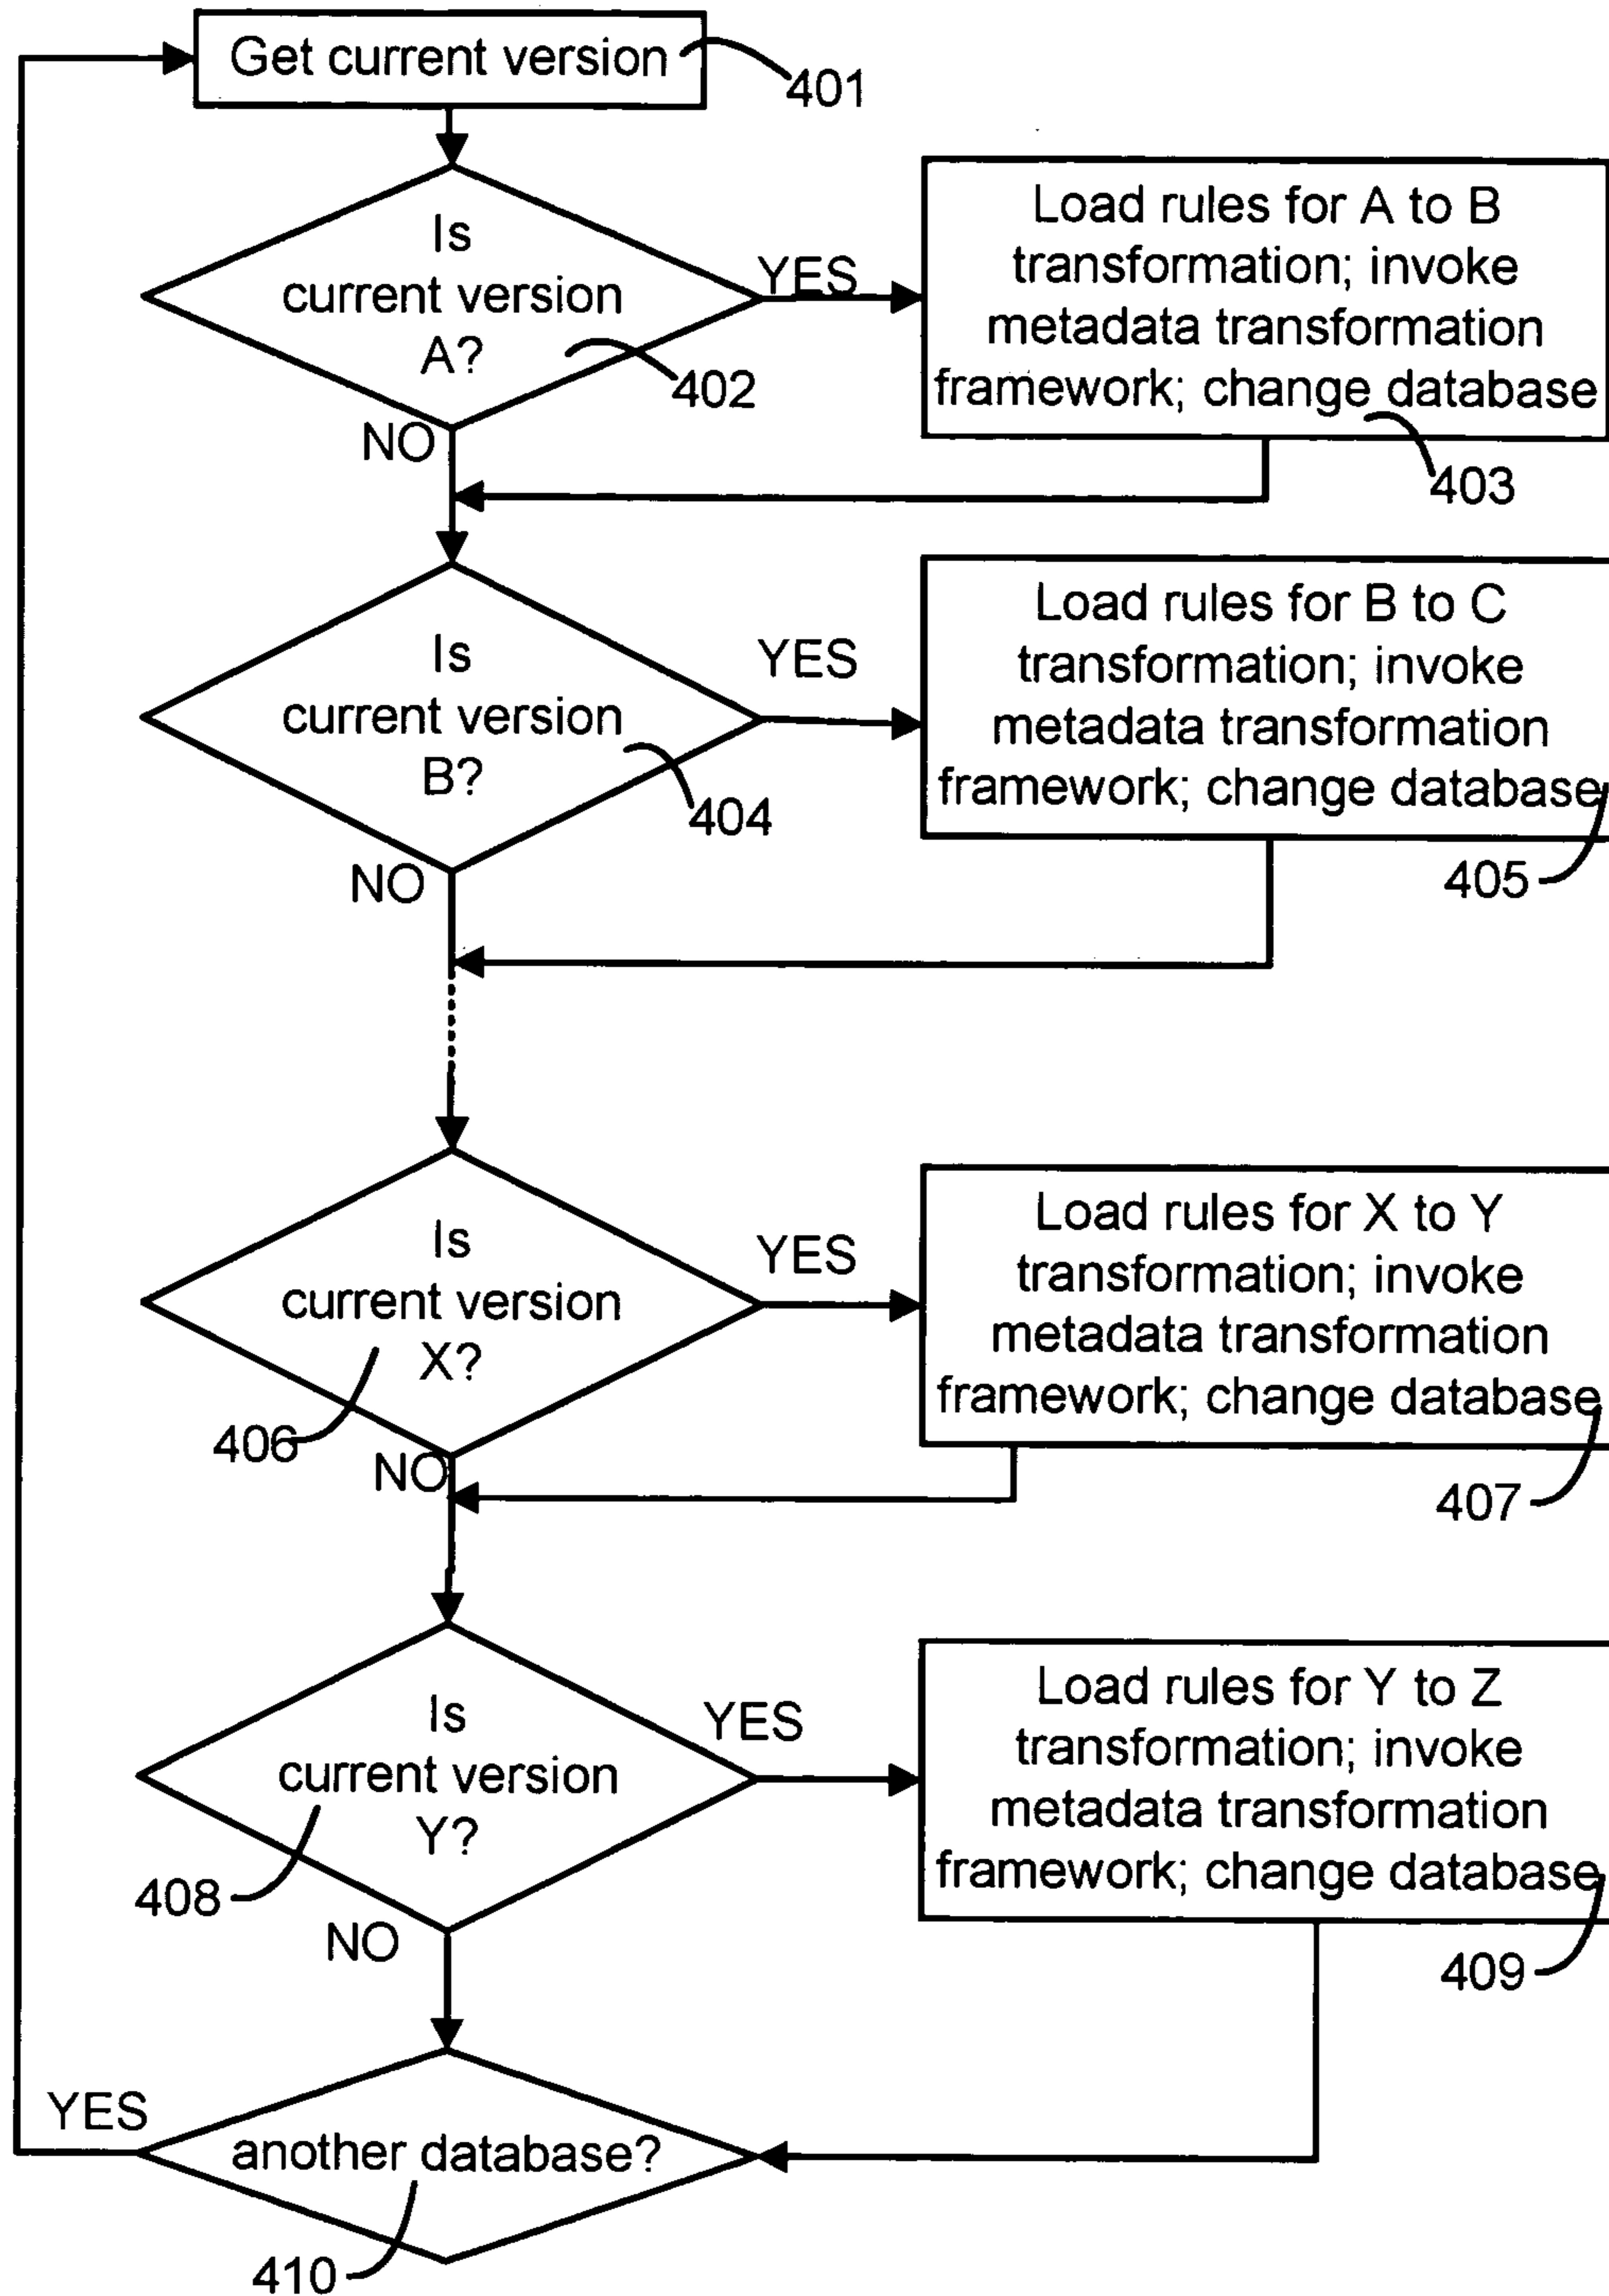 Get current version
401
Is
current version
A?
402
YES
NO
Load rules for A to B
transformation; invoke
metadata transformation
framework; change database
403
Is
current version
B?
404
YES
NO
Load rules for B to C
transformation; invoke
metadata transformation
framework; change database
405
Is
current version
X?
406
YES
NO
Load rules for X to Y
transformation; invoke
metadata transformation
framework; change database
407
Is
current version
Y?
408
YES
NO
Load rules for Y to Z
transformation; invoke
metadata transformation
framework; change database
409
YES
another database?
410